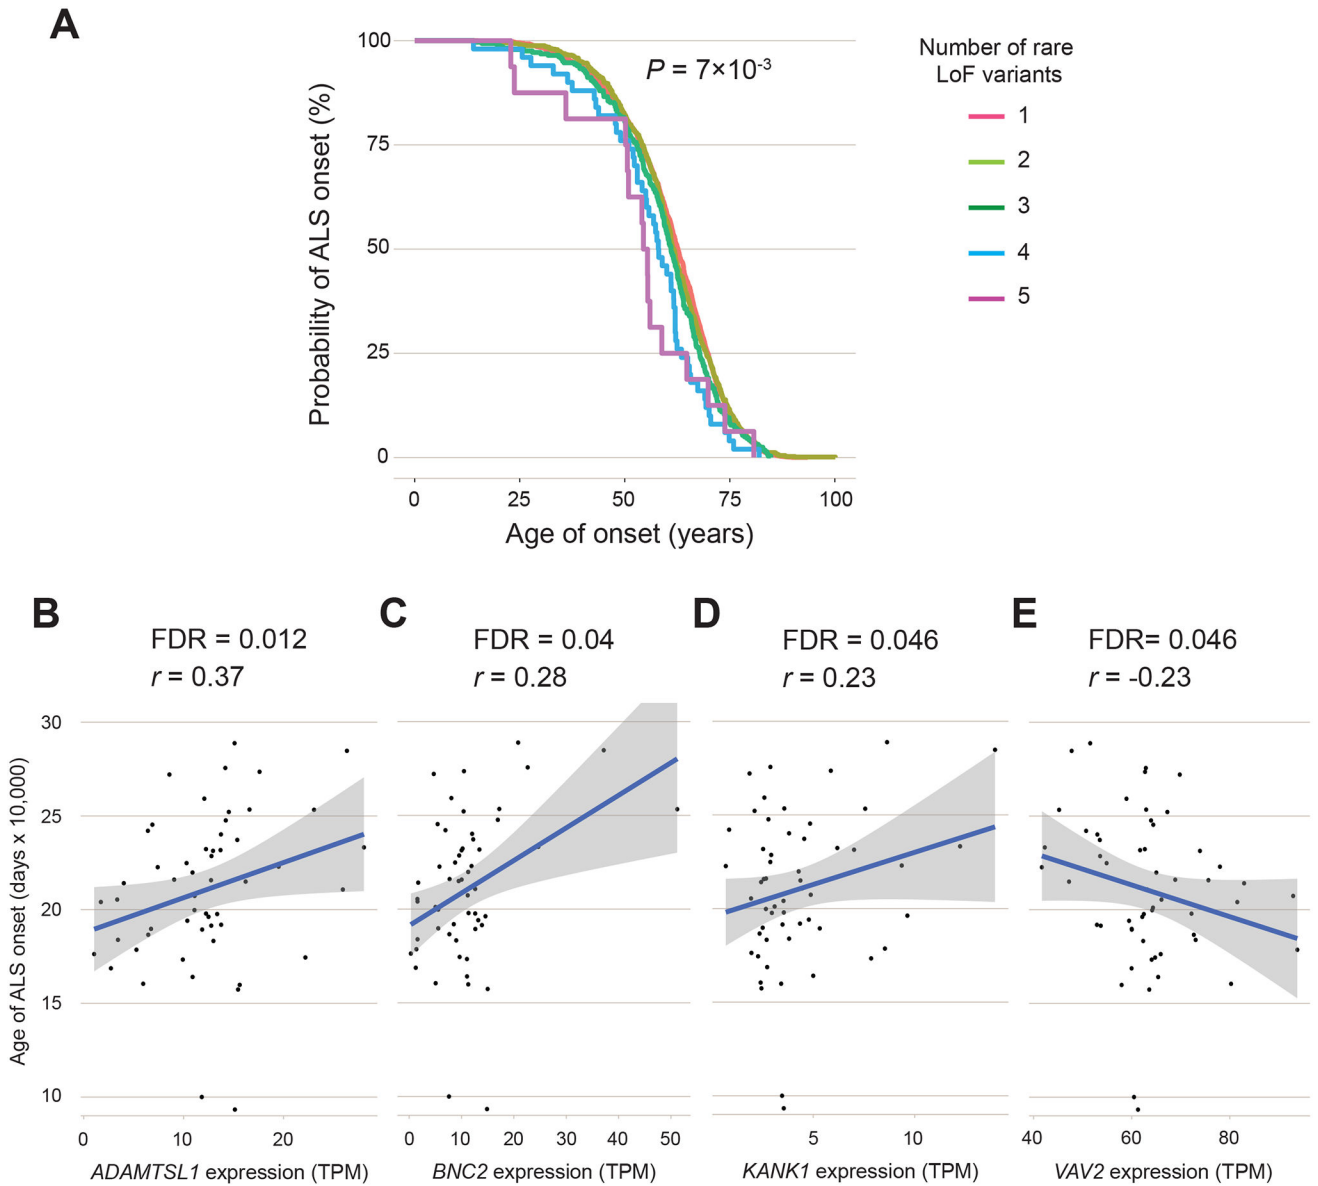 A
P = 7×10-3
Number of rare
LoF variants
1
2
3
4
5
Probability of ALS onset (%)
100
75
50
25
0
0 25 50 75 100
Age of onset (years)
B
FDR = 0.012
r = 0.37
C
FDR = 0.04
r = 0.28
D
FDR = 0.046
r = 0.23
E
FDR= 0.046
r = -0.23
Age of ALS onset (days x 10,000)
30
25
20
15
10
0 10 20
ADAMTSL1 expression (TPM)
0 10 20 30 40 50
BNC2 expression (TPM)
5 10
KANK1 expression (TPM)
40 60 80
VAV2 expression (TPM)